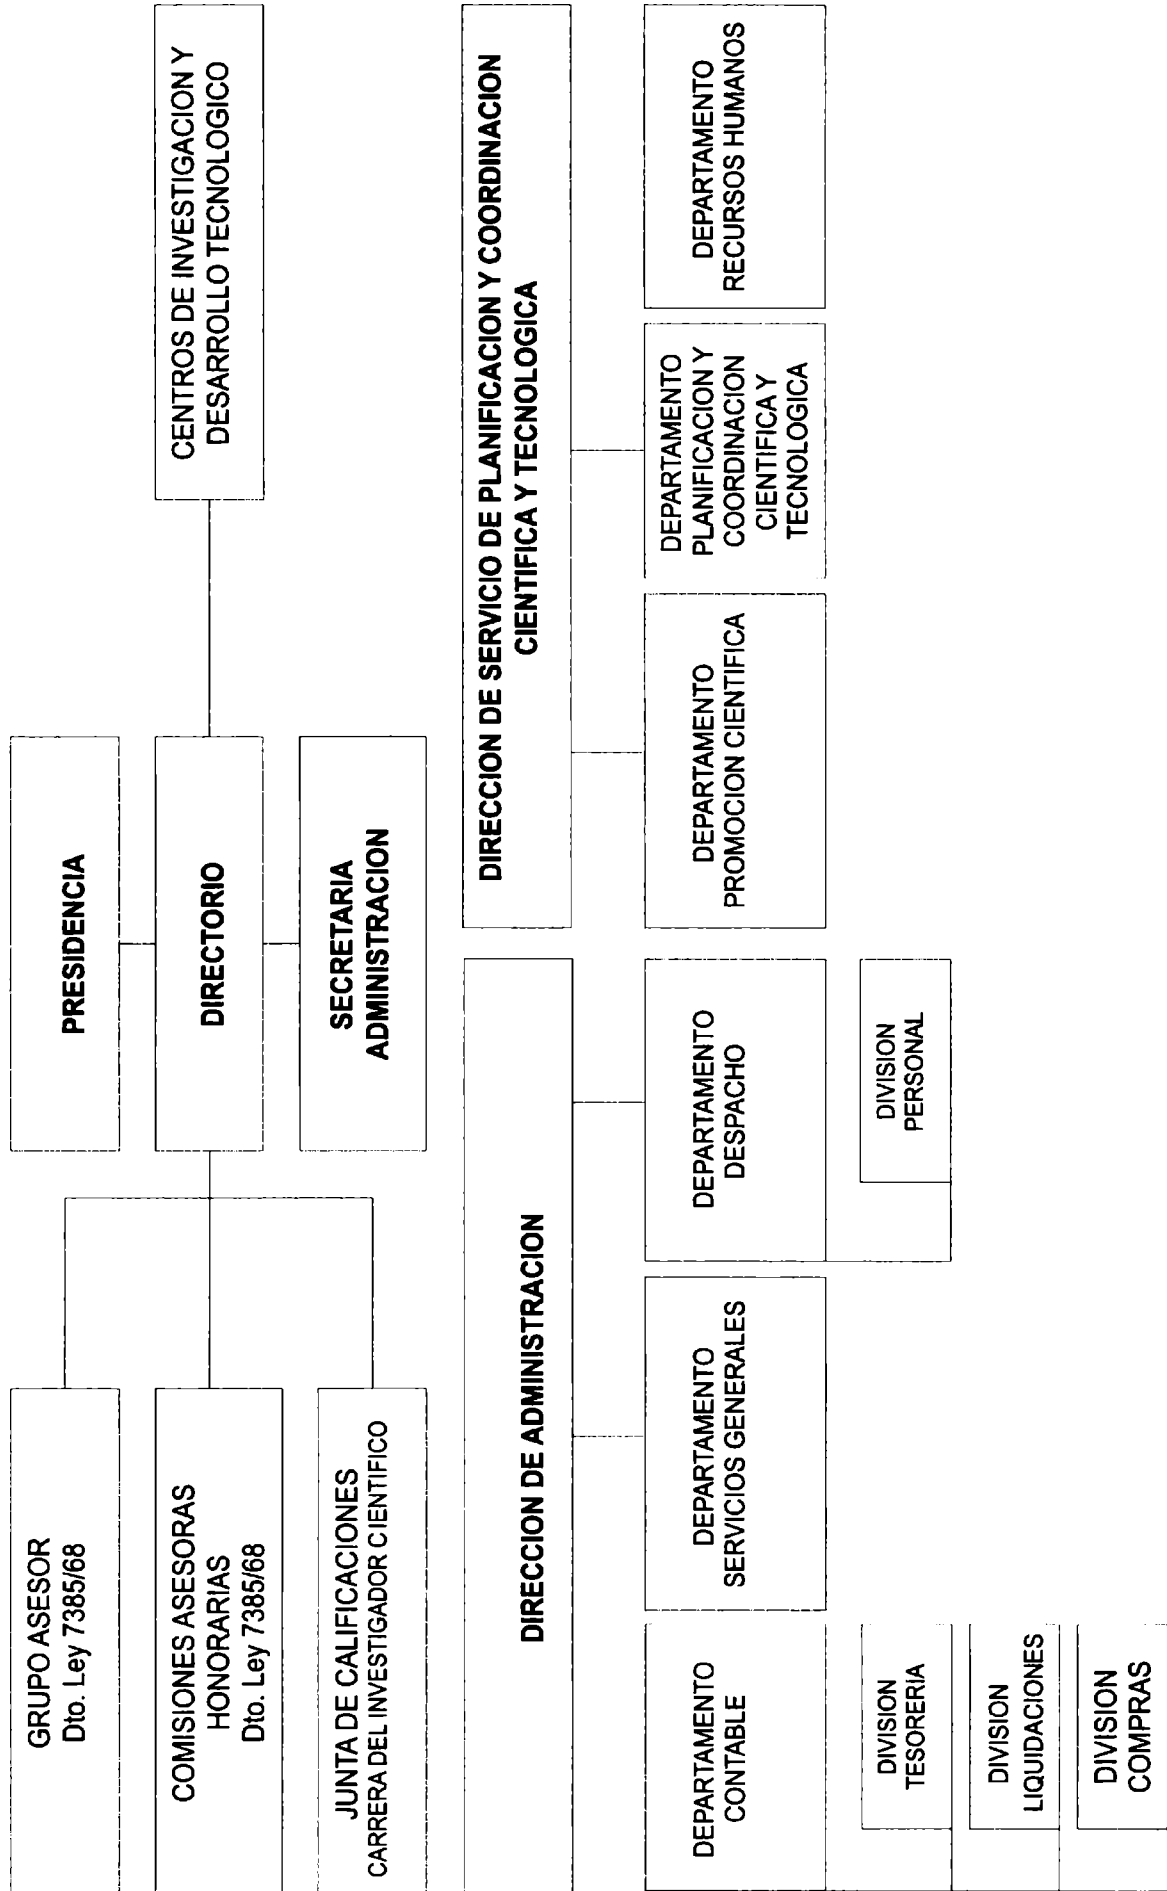 PRESIDENCIA
GRUPO ASESOR
Dto. Ley 7385/68
DIRECTORIO
COMISIONES ASESORAS
HONORARIAS
Dto. Ley 7385/68
CENTROS DE INVESTIGACION Y
DESARROLLO TECNOLOGICO
SECRETARIA
ADMINISTRACION
JUNTA DE CALIFICACIONES
CARRERA DEL INVESTIGADOR CIENTIFICO
DIRECCION DE ADMINISTRACION
DIRECCION DE SERVICIO DE PLANIFICACION Y COORDINACION
CIENTIFICA Y TECNOLOGICA
DEPARTAMENTO
CONTABLE
DEPARTAMENTO
SERVICIOS GENERALES
DEPARTAMENTO
DESPACHO
DEPARTAMENTO
PROMOCION CIENTIFICA
DEPARTAMENTO
PLANIFICACION Y
COORDINACION
CIENTIFICA Y
TECNOLOGICA
DEPARTAMENTO
RECURSOS HUMANOS
DIVISION
TESORERIA
DIVISION
PERSONAL
DIVISION
LIQUIDACIONES
DIVISION
COMPRAS